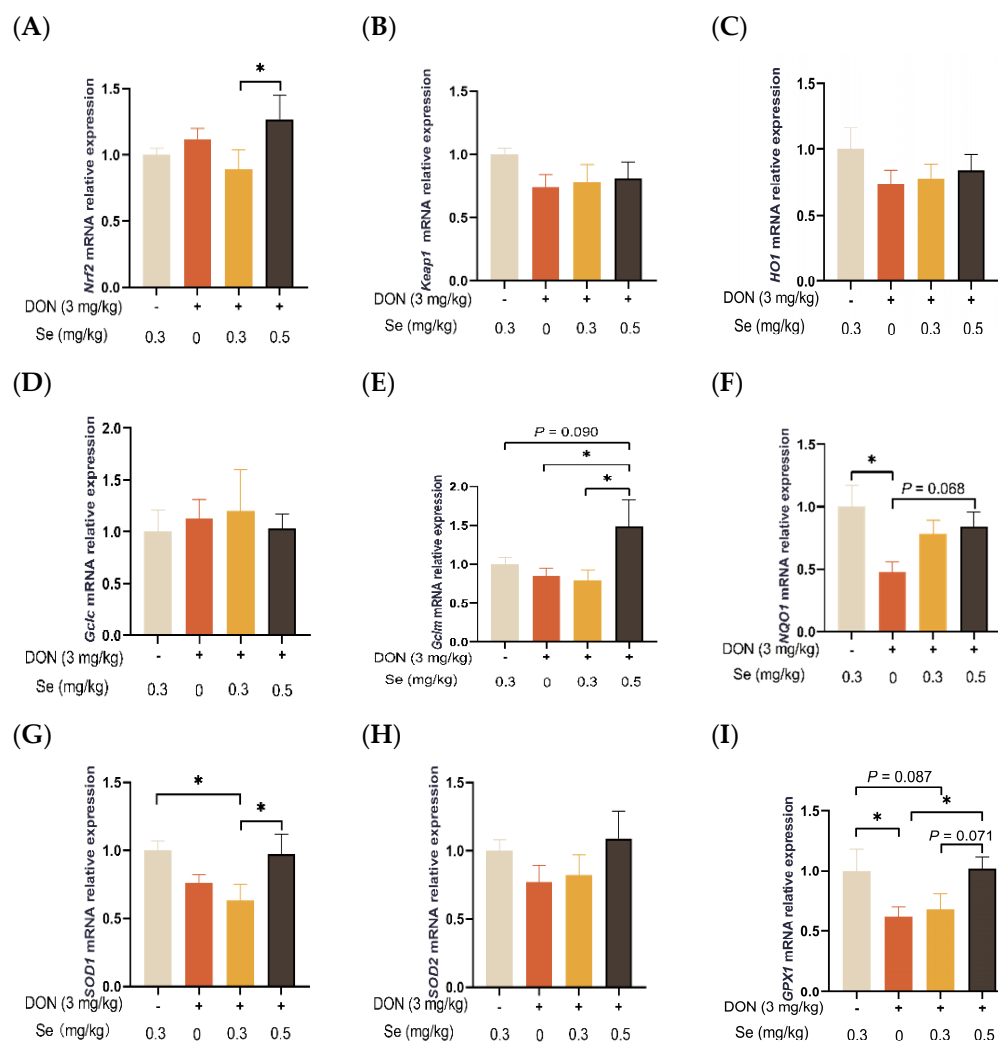 (A)
Nrf2 mRNA relative expression
1.5
1.0
0.5
0.0
*
DON (3 mg/kg) - + + +
Se (mg/kg) 0.3 0 0.3 0.5
(B)
Keap1 mRNA relative expression
1.5
1.0
0.5
0.0
DON (3 mg/kg) - + + +
Se (mg/kg) 0.3 0 0.3 0.5
(C)
HO1 mRNA relative expression
1.5
1.0
0.5
0.0
DON (3 mg/kg) - + + +
Se (mg/kg) 0.3 0 0.3 0.5
(D)
Gclc mRNA relative expression
2.0
1.5
1.0
0.5
0.0
DON (3 mg/kg) - + + +
Se (mg/kg) 0.3 0 0.3 0.5
(E)
Gclm mRNA relative expression
2.0
1.5
1.0
0.5
0.0
P = 0.090
*
*
DON (3 mg/kg) - + + +
Se (mg/kg) 0.3 0 0.3 0.5
(F)
NQO1 mRNA relative expression
1.5
1.0
0.5
0.0
*
P = 0.068
DON (3 mg/kg) - + + +
Se (mg/kg) 0.3 0 0.3 0.5
(G)
SOD1 mRNA relative expression
1.5
1.0
0.5
0.0
*
*
DON (3 mg/kg) - + + +
Se (mg/kg) 0.3 0 0.3 0.5
(H)
SOD2 mRNA relative expression
1.5
1.0
0.5
0.0
DON (3 mg/kg) - + + +
Se (mg/kg) 0.3 0 0.3 0.5
(I)
GPX1 mRNA relative expression
1.5
1.0
0.5
0.0
P = 0.087
*
*
P = 0.071
DON (3 mg/kg) - + + +
Se (mg/kg) 0.3 0 0.3 0.5